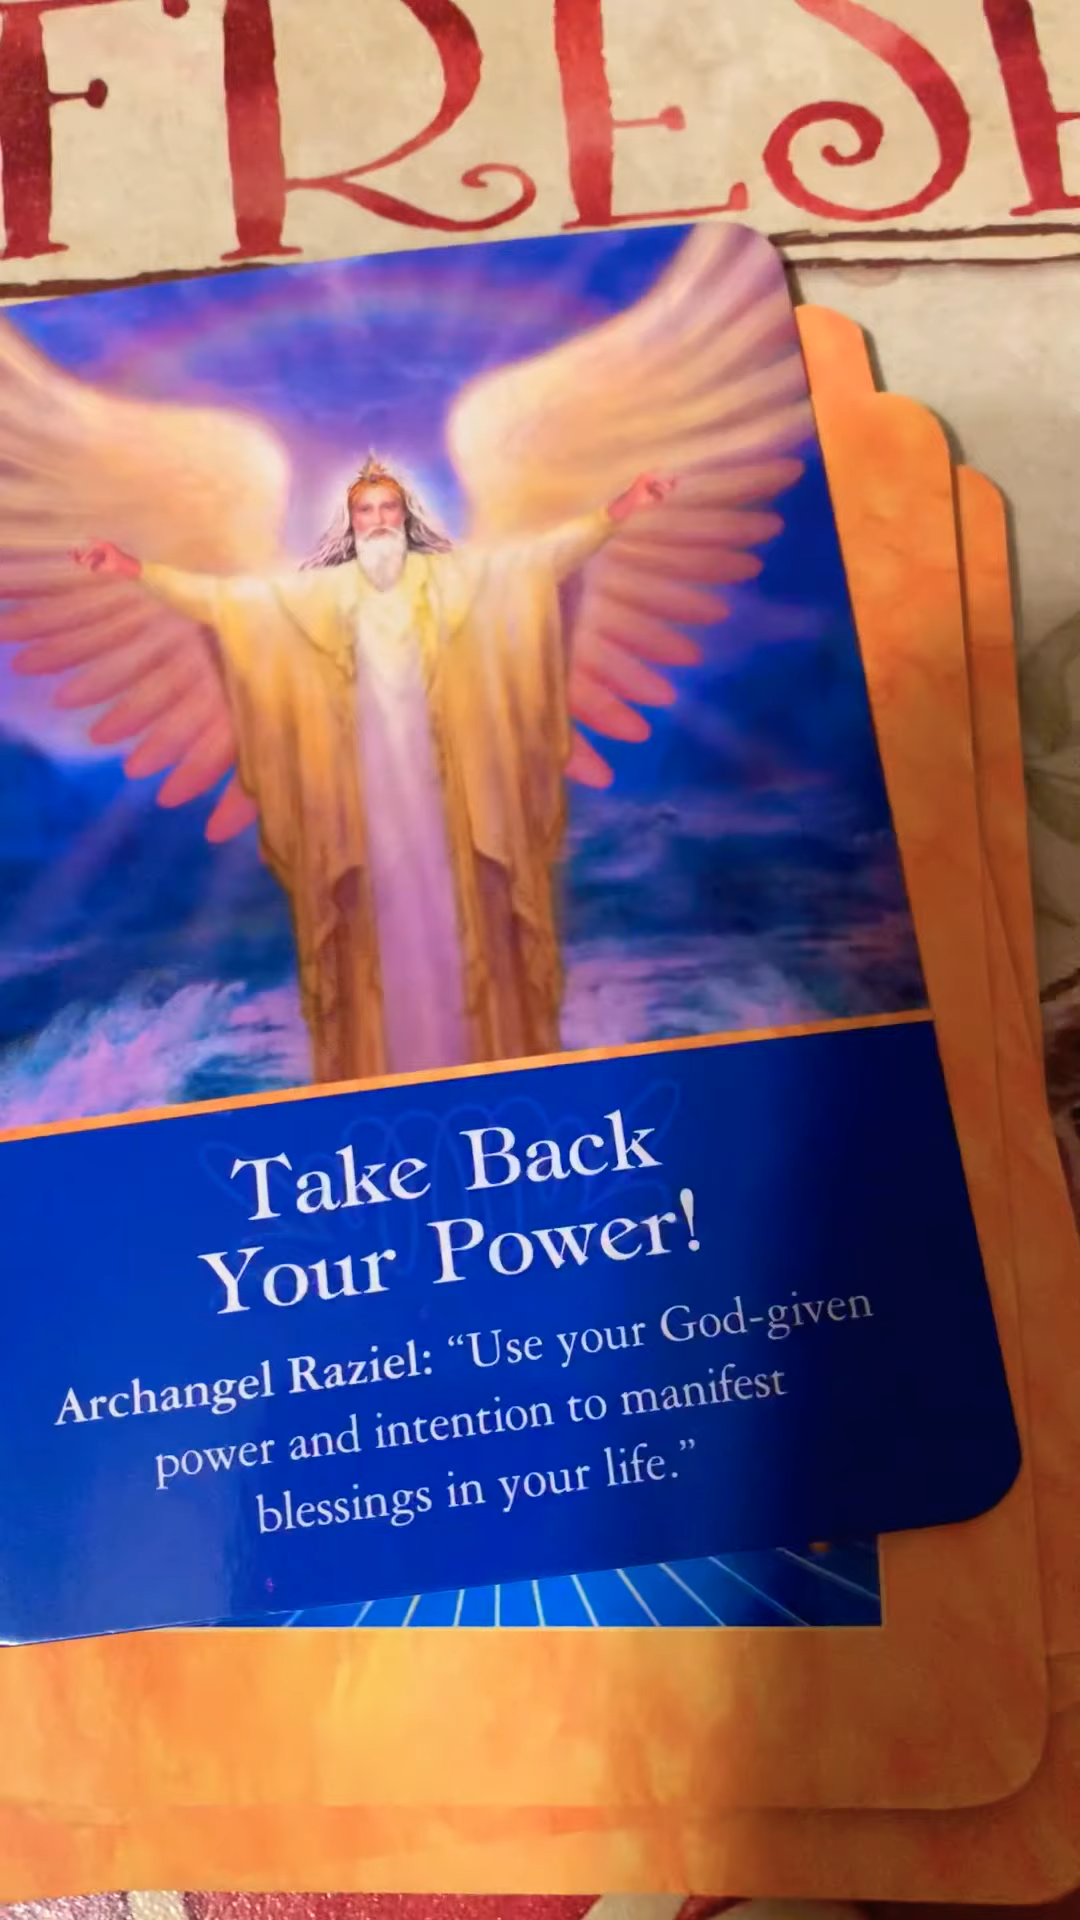 FRESH
Take Back
Your Power!
Archangel Raziel: “Use your God-given
power and intention to manifest
blessings in your life.”